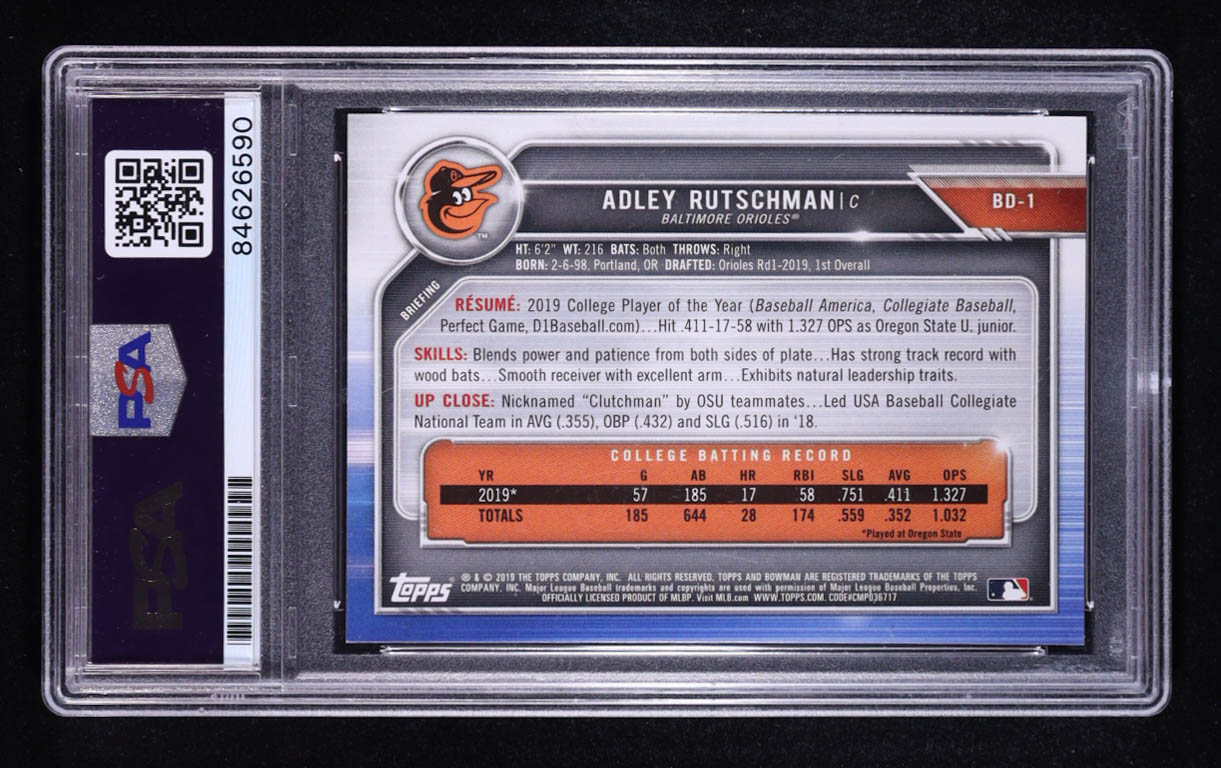 84626590
PSA
PSA
ADLEY RUTSCHMAN | C
BALTIMORE ORIOLES®
BD-1
™
HT: 6'2" WT: 216 BATS: Both THROWS: Right
BORN: 2-6-98, Portland, OR DRAFTED: Orioles Rd1-2019, 1st Overall
BRIEFING
RÉSUMÉ: 2019 College Player of the Year (Baseball America, Collegiate Baseball,
Perfect Game, D1Baseball.com)...Hit .411-17-58 with 1.327 OPS as Oregon State U. junior.
SKILLS: Blends power and patience from both sides of plate...Has strong track record with
wood bats...Smooth receiver with excellent arm...Exhibits natural leadership traits.
UP CLOSE: Nicknamed “Clutchman” by OSU teammates...Led USA Baseball Collegiate
National Team in AVG (.355), OBP (.432) and SLG (.516) in ‘18.
COLLEGE BATTING RECORD
YR G AB HR RBI SLG AVG OPS
2019* 57 185 17 58 .751 .411 1.327
TOTALS 185 644 28 174 .559 .352 1.032
*Played at Oregon State
topps
® & © 2019 THE TOPPS COMPANY, INC. ALL RIGHTS RESERVED. TOPPS AND BOWMAN ARE REGISTERED TRADEMARKS OF THE TOPPS
COMPANY, INC. Major League Baseball trademarks and copyrights are used with permission of Major League Baseball Properties, Inc.
OFFICIALLY LICENSED PRODUCT OF MLBP. Visit MLB.com WWW.TOPPS.COM. CODE#CMP036717